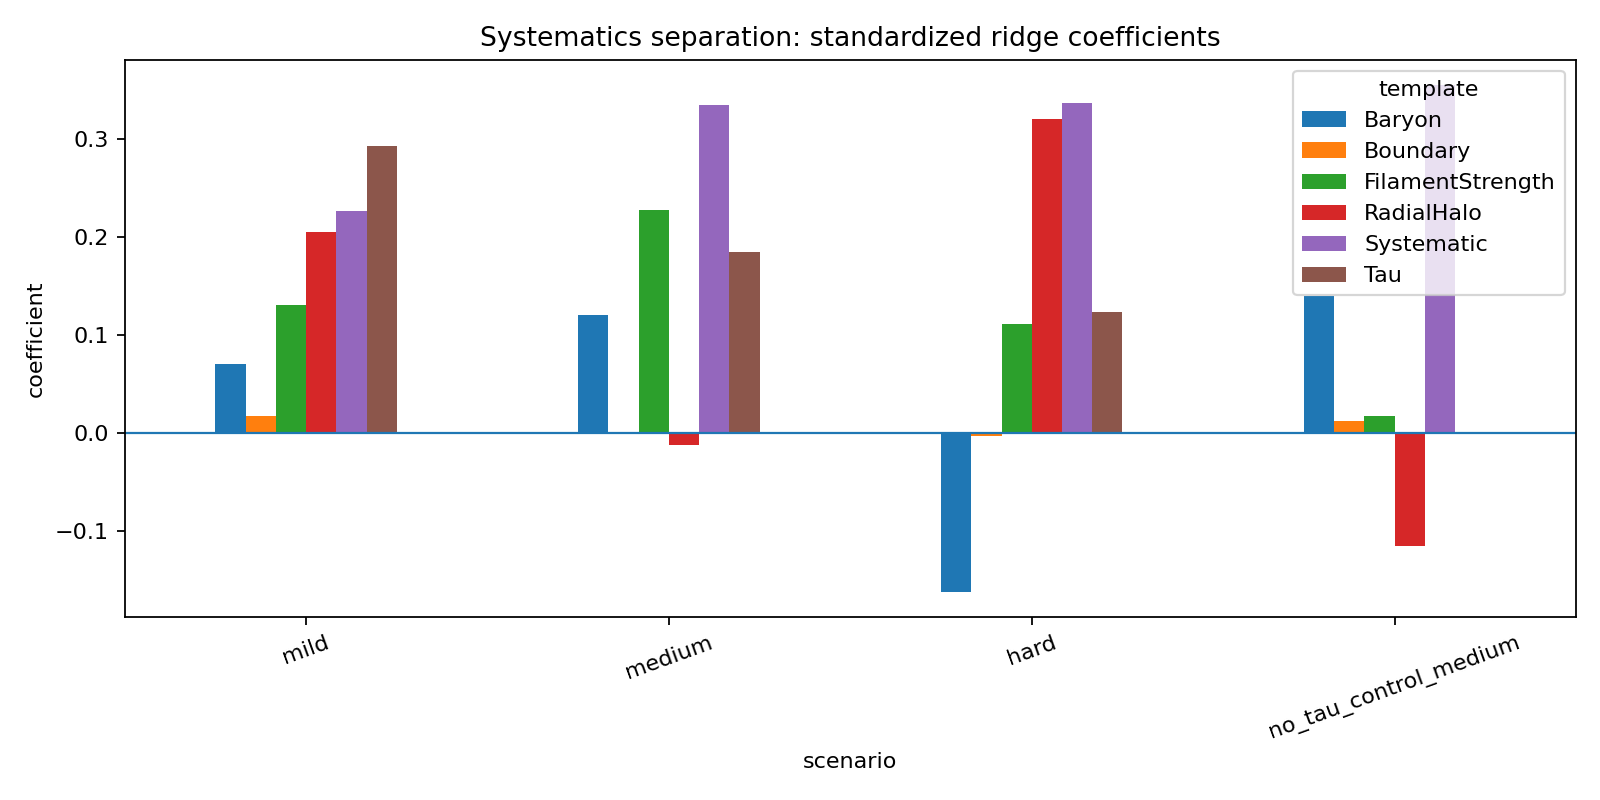 Systematics separation: standardized ridge coefficients
template
Baryon
Boundary
FilamentStrength
RadialHalo
Systematic
Tau
coefficient
0.3
0.2
0.1
0.0
−0.1
mild
medium
hard
no_tau_control_medium
scenario